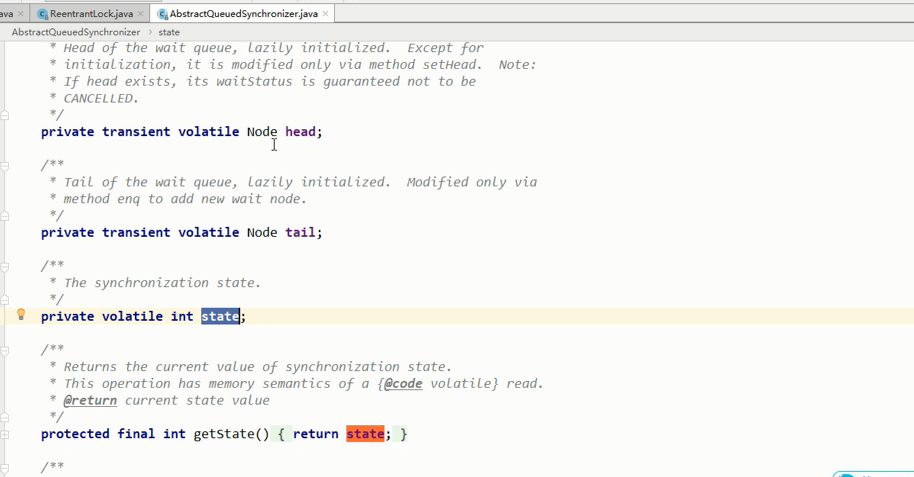 ava × ReentrantLock.java × AbstractQueuedSynchronizer.java ×
AbstractQueuedSynchronizer › state
* Head of the wait queue, lazily initialized.  Except for
* initialization, it is modified only via method setHead.  Note:
* If head exists, its waitStatus is guaranteed not to be
* CANCELLED.
*/
private transient volatile Node head;
/**
* Tail of the wait queue, lazily initialized.  Modified only via
* method enq to add new wait node.
*/
private transient volatile Node tail;
/**
* The synchronization state.
*/
private volatile int state;
/**
* Returns the current value of synchronization state.
* This operation has memory semantics of a {@code volatile} read.
* @return current state value
*/
protected final int getState() { return state; }
/**